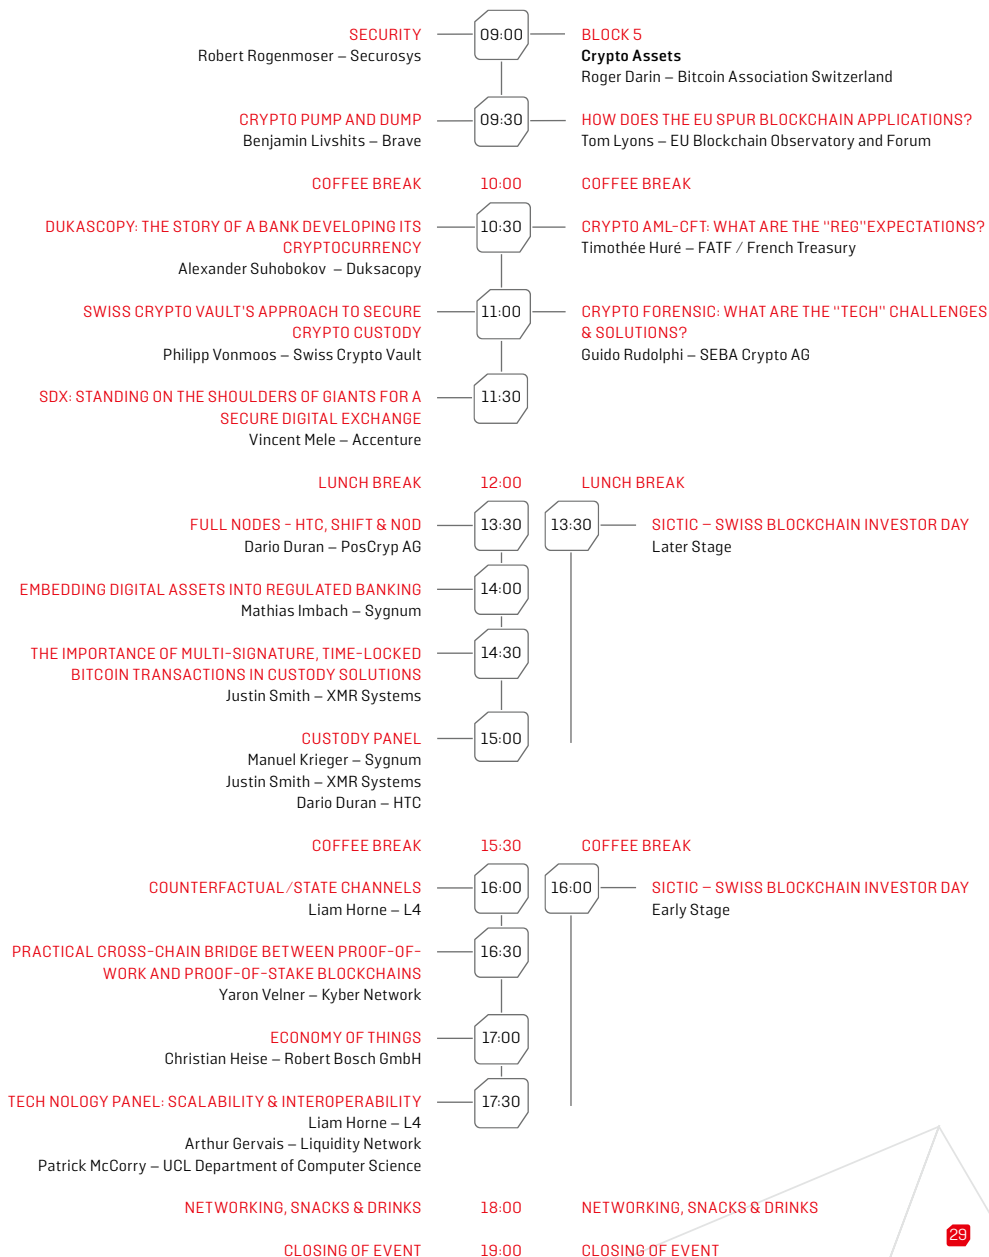 SECURITY
Robert Rogenmoser – Securosys
09:00
BLOCK 5
Crypto Assets
Roger Darin – Bitcoin Association Switzerland
CRYPTO PUMP AND DUMP
Benjamin Livshits – Brave
09:30
HOW DOES THE EU SPUR BLOCKCHAIN APPLICATIONS?
Tom Lyons – EU Blockchain Observatory and Forum
COFFEE BREAK
10:00
COFFEE BREAK
DUKASCOPY: THE STORY OF A BANK DEVELOPING ITS
CRYPTOCURRENCY
Alexander Suhobokov – Duksacopy
10:30
CRYPTO AML-CFT: WHAT ARE THE "REG"EXPECTATIONS?
Timothée Huré – FATF / French Treasury
SWISS CRYPTO VAULT'S APPROACH TO SECURE
CRYPTO CUSTODY
Philipp Vonmoos – Swiss Crypto Vault
11:00
CRYPTO FORENSIC: WHAT ARE THE "TECH" CHALLENGES
& SOLUTIONS?
Guido Rudolphi – SEBA Crypto AG
SDX: STANDING ON THE SHOULDERS OF GIANTS FOR A
SECURE DIGITAL EXCHANGE
Vincent Mele – Accenture
11:30
LUNCH BREAK
12:00
LUNCH BREAK
FULL NODES - HTC, SHIFT & NOD
Dario Duran – PosCryp AG
13:30
13:30
SICTIC – SWISS BLOCKCHAIN INVESTOR DAY
Later Stage
EMBEDDING DIGITAL ASSETS INTO REGULATED BANKING
Mathias Imbach – Sygnum
14:00
THE IMPORTANCE OF MULTI-SIGNATURE, TIME-LOCKED
BITCOIN TRANSACTIONS IN CUSTODY SOLUTIONS
Justin Smith – XMR Systems
14:30
CUSTODY PANEL
Manuel Krieger – Sygnum
Justin Smith – XMR Systems
Dario Duran – HTC
15:00
COFFEE BREAK
15:30
COFFEE BREAK
COUNTERFACTUAL/STATE CHANNELS
Liam Horne – L4
16:00
16:00
SICTIC – SWISS BLOCKCHAIN INVESTOR DAY
Early Stage
PRACTICAL CROSS-CHAIN BRIDGE BETWEEN PROOF-OF-
WORK AND PROOF-OF-STAKE BLOCKCHAINS
Yaron Velner – Kyber Network
16:30
ECONOMY OF THINGS
Christian Heise – Robert Bosch GmbH
17:00
TECH NOLOGY PANEL: SCALABILITY & INTEROPERABILITY
Liam Horne – L4
Arthur Gervais – Liquidity Network
Patrick McCorry – UCL Department of Computer Science
17:30
NETWORKING, SNACKS & DRINKS
18:00
NETWORKING, SNACKS & DRINKS
CLOSING OF EVENT
19:00
CLOSING OF EVENT
29